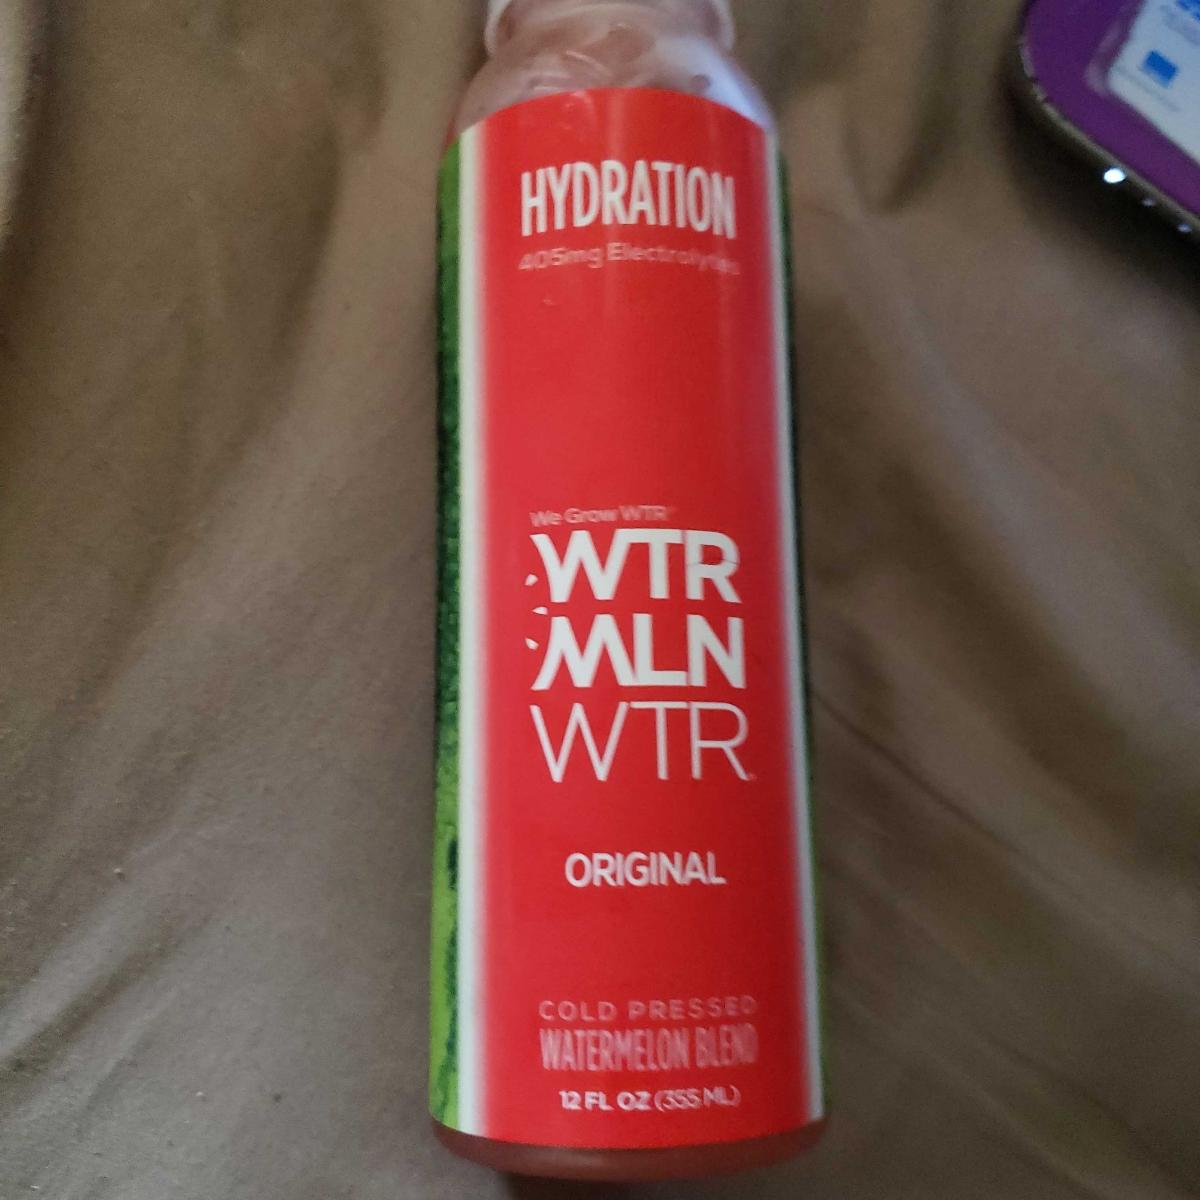 HYDRATION
405mg Electrolytes
We Grow WTR
WTR
MLN
WTR
ORIGINAL
COLD PRESSED
WATERMELON BLEND
12 FL OZ (355 ML)